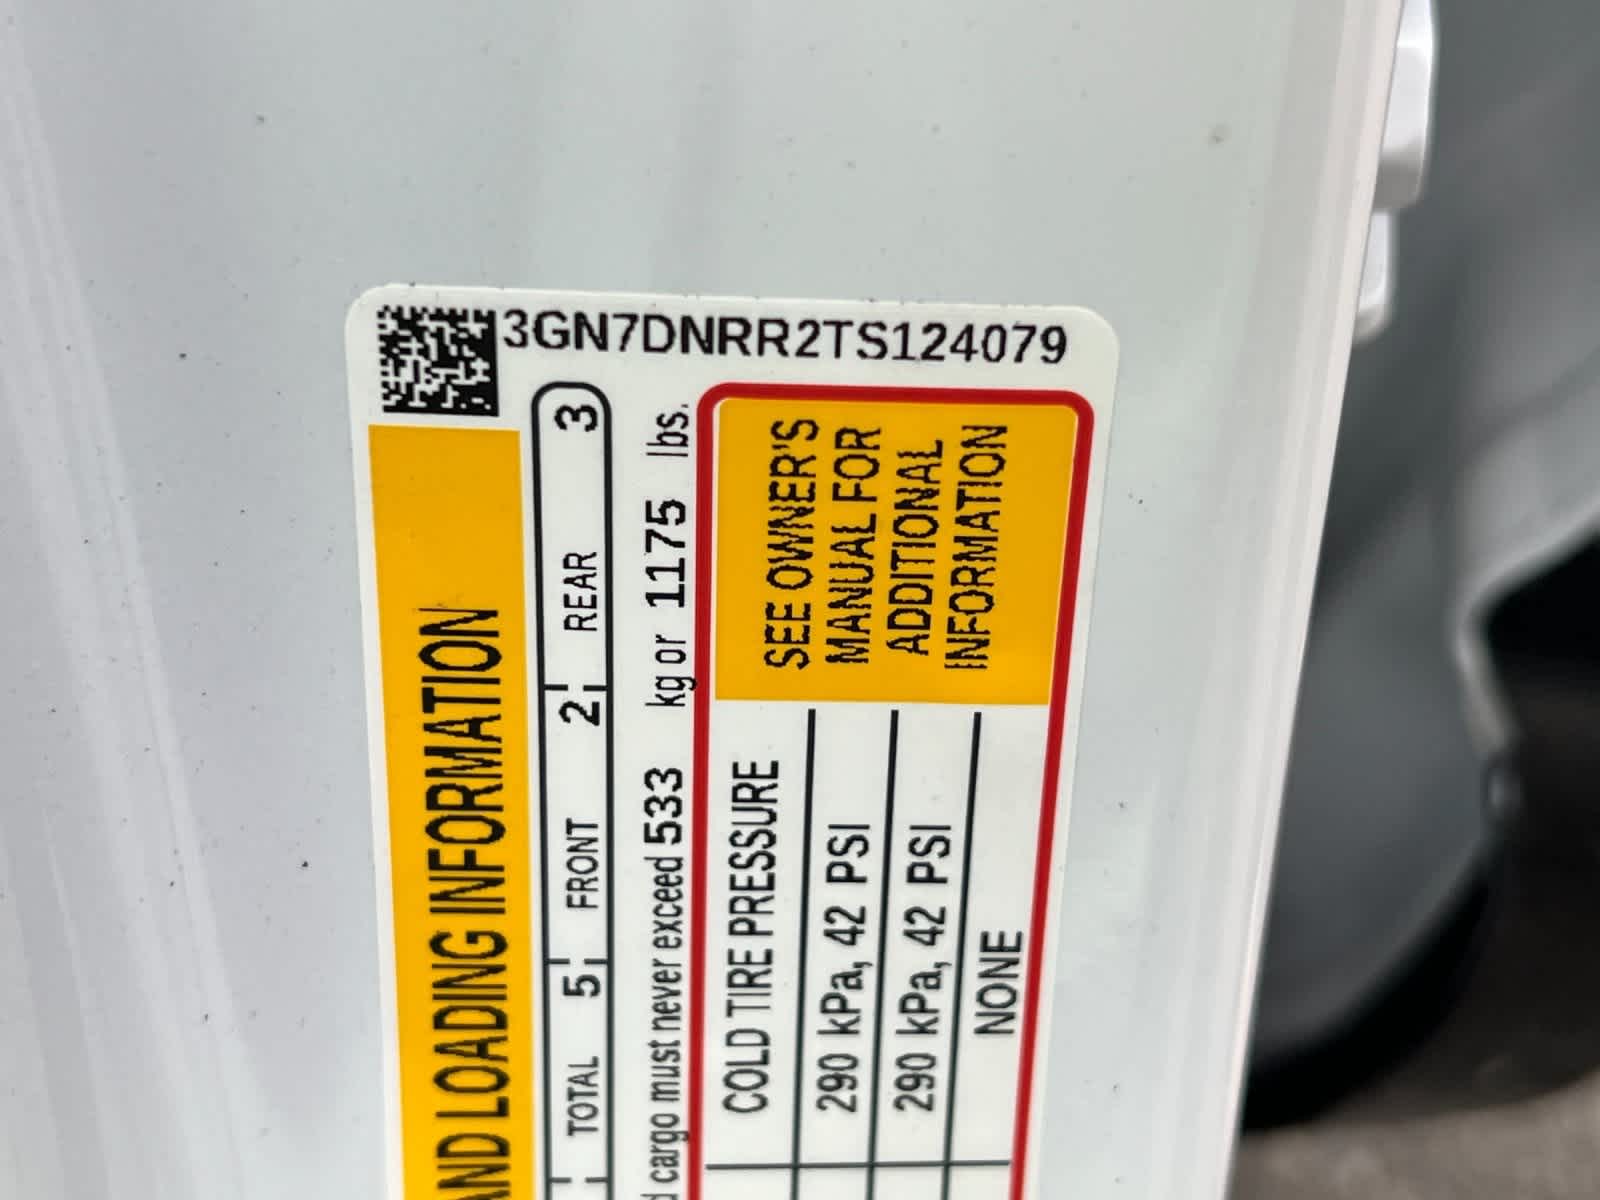 3GN7DNRR2TS124079
AND LOADING INFORMATION
TOTAL 5 FRONT 2 REAR 3
cargo must never exceed 533 kg or 1175 lbs.
COLD TIRE PRESSURE
290 kPa, 42 PSI
290 kPa, 42 PSI
NONE
SEE OWNER'S
MANUAL FOR
ADDITIONAL
INFORMATION